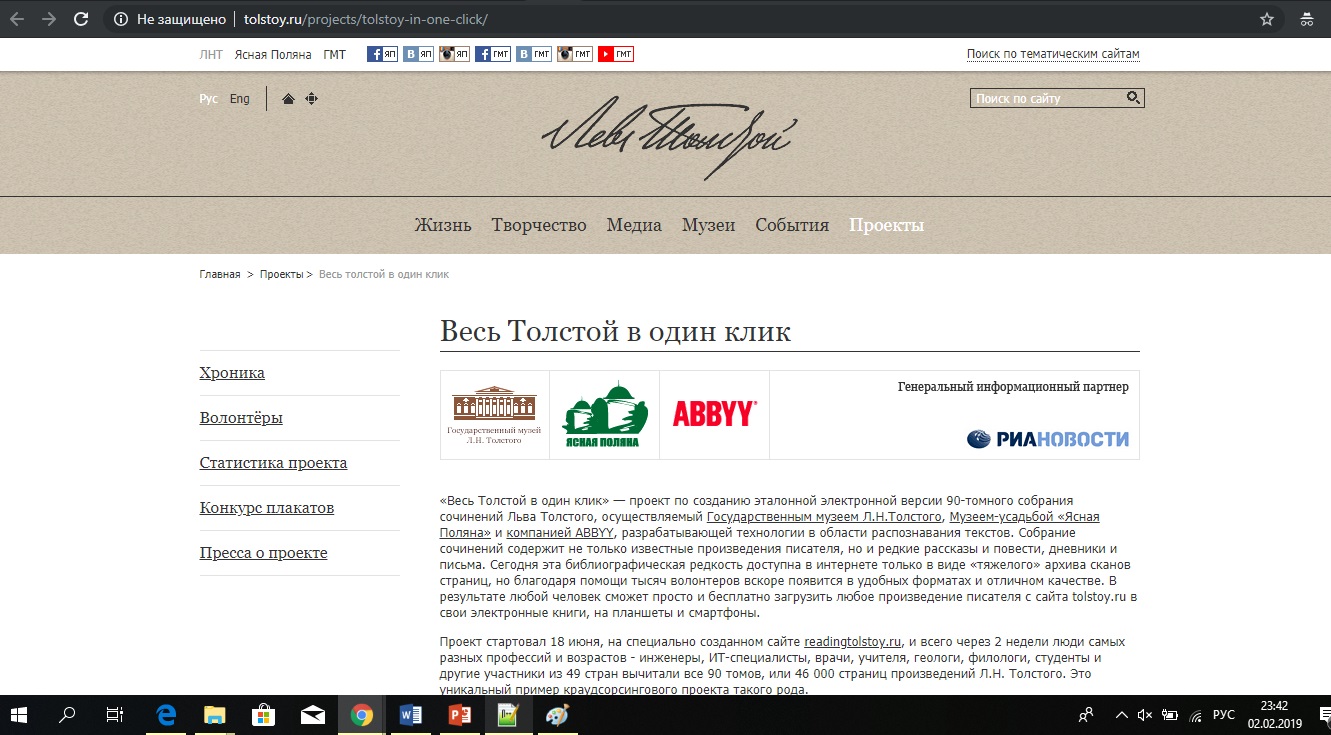 Не защищено tolstoy.ru/projects/tolstoy-in-one-click/
ЛНТ Ясная Поляна ГМТ ЯП В ЯП ЯП ГМТ В ГМТ ГМТ ГМТ Поиск по тематическим сайтам
Рус Eng Поиск по сайту
Левъ Толстой
Жизнь Творчество Медиа Музеи События Проекты
Главная > Проекты > Весь толстой в один клик
Весь Толстой в один клик
Хроника
Волонтёры
Статистика проекта
Конкурс плакатов
Пресса о проекте
Государственный музей
Л.Н. Толстого
ЯСНАЯ ПОЛЯНА
ABBYY®
Генеральный информационный партнер
РИАНОВОСТИ
«Весь Толстой в один клик» — проект по созданию эталонной электронной версии 90-томного собрания
сочинений Льва Толстого, осуществляемый Государственным музеем Л.Н.Толстого, Музеем-усадьбой «Ясная
Поляна» и компанией ABBYY, разрабатывающей технологии в области распознавания текстов. Собрание
сочинений содержит не только известные произведения писателя, но и редкие рассказы и повести, дневники и
письма. Сегодня эта библиографическая редкость доступна в интернете только в виде «тяжелого» архива сканов
страниц, но благодаря помощи тысяч волонтеров вскоре появится в удобных форматах и отличном качестве. В
результате любой человек сможет просто и бесплатно загрузить любое произведение писателя с сайта tolstoy.ru в
свои электронные книги, на планшеты и смартфоны.
Проект стартовал 18 июня, на специально созданном сайте readingtolstoy.ru, и всего через 2 недели люди самых
разных профессий и возрастов - инженеры, ИТ-специалисты, врачи, учителя, геологи, филологи, студенты и
другие участники из 49 стран вычитали все 90 томов, или 46 000 страниц произведений Л.Н. Толстого. Это
уникальный пример краудсорсингового проекта такого рода.
РУС 23:42
02.02.2019